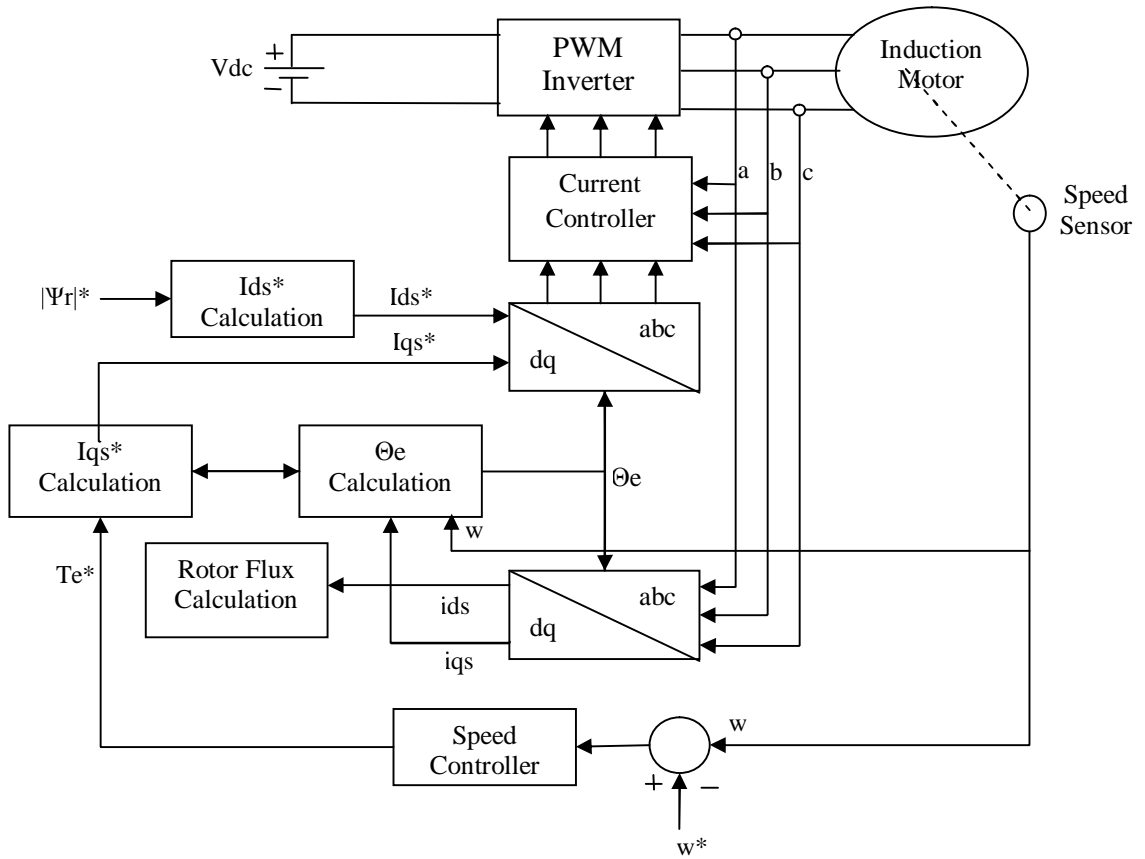 PWM
Inverter
Induction
Motor
+
Vdc
−
a
b
c
Current
Controller
Speed
Sensor
|Ψr|*
Ids*
Calculation
Ids*
Iqs*
abc
dq
Iqs*
Calculation
Θe
Calculation
Θe
w
Te*
Rotor Flux
Calculation
ids
iqs
abc
dq
Speed
Controller
w
+
−
w*